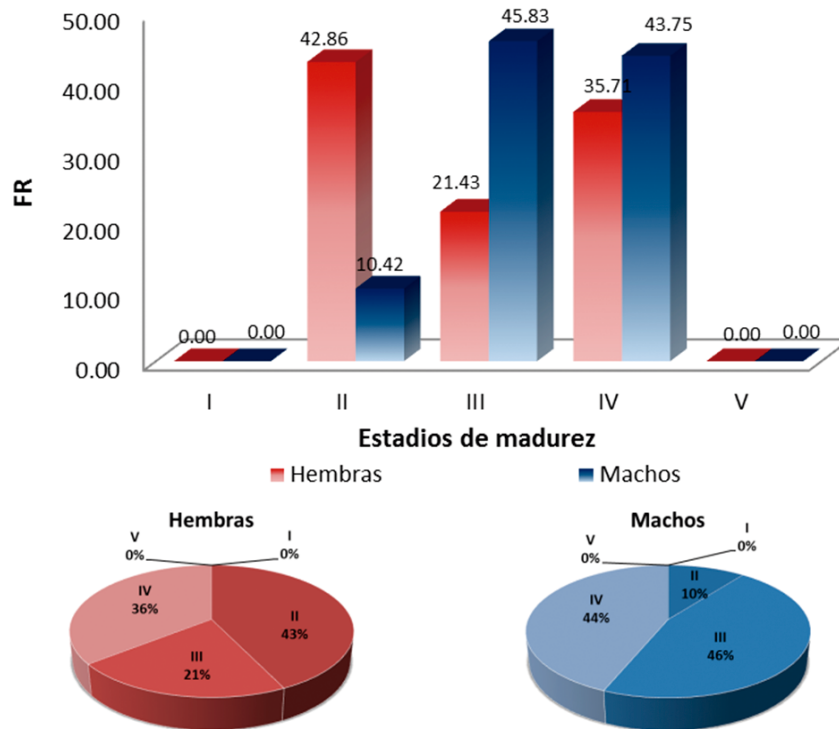 50.00
40.00
30.00
20.00
10.00
0.00
FR
0.00 0.00
42.86 10.42
21.43 45.83
35.71 43.75
0.00 0.00
I II III IV V
Estadios de madurez
Hembras Machos
Hembras
V 0%
I 0%
IV 36%
II 43%
III 21%
Machos
V 0%
I 0%
II 10%
IV 44%
III 46%